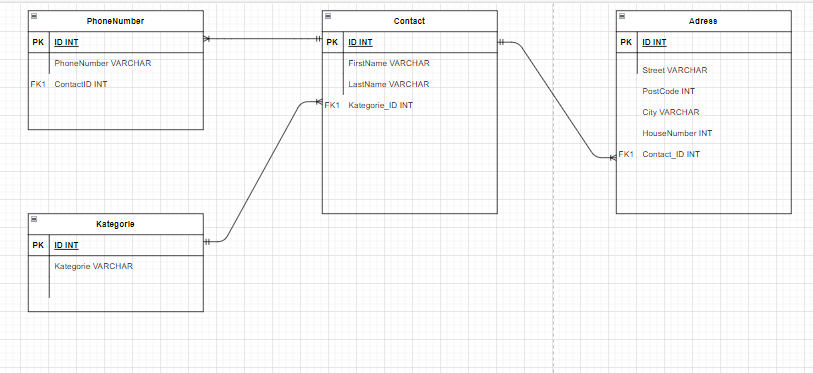 PhoneNumber
PK ID INT
PhoneNumber VARCHAR
FK1 ContactID INT
Contact
PK ID INT
FirstName VARCHAR
LastName VARCHAR
FK1 Kategorie_ID INT
Adress
PK ID INT
Street VARCHAR
PostCode INT
City VARCHAR
HouseNumber INT
FK1 Contact_ID INT
Kategorie
PK ID INT
Kategorie VARCHAR